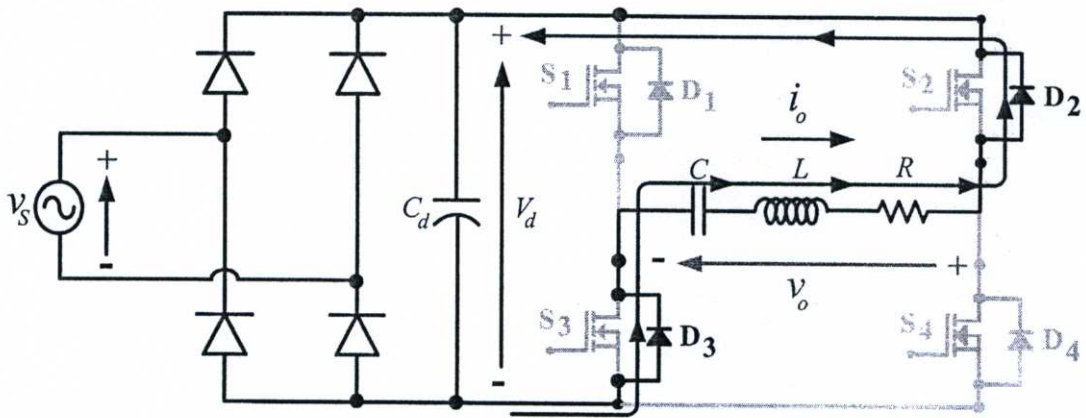 +
S1
D1
S2
D2
io
+
vS
-
Cd
Vd
C
L
R
-
vo
+
S3
D3
S4
D4
-